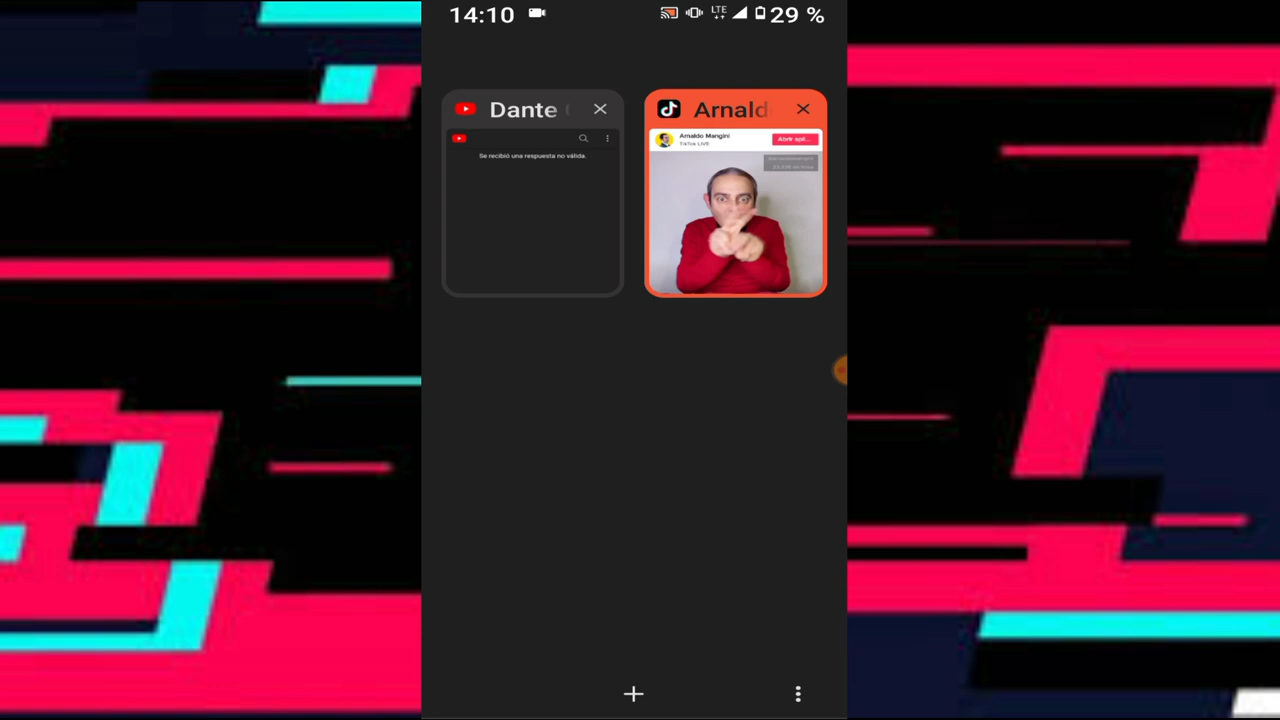 14:10
LTE
29 %
Dante
Arnald
Se recibió una respuesta no válida.
Arnaldo Mangini
TikTok LIVE
Abrir apli...